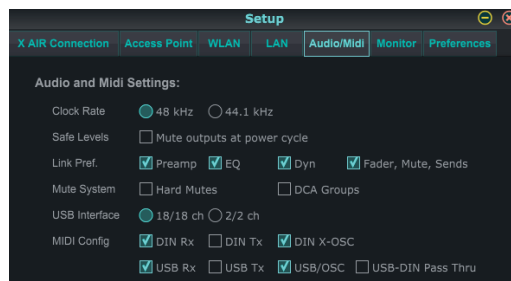 Setup
X AIR Connection Access Point WLAN LAN Audio/Midi Monitor Preferences
Audio and Midi Settings:
Clock Rate 48 kHz 44.1 kHz
Safe Levels Mute outputs at power cycle
Link Pref. Preamp EQ Dyn Fader, Mute, Sends
Mute System Hard Mutes DCA Groups
USB Interface 18/18 ch 2/2 ch
MIDI Config DIN Rx DIN Tx DIN X-OSC
USB Rx USB Tx USB/OSC USB-DIN Pass Thru